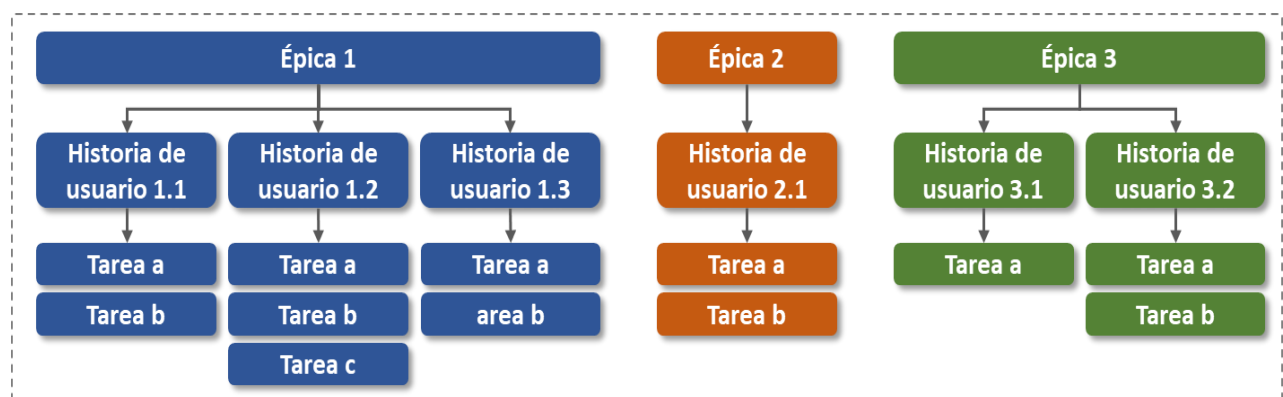 Épica 1
Épica 2
Épica 3
Historia de
usuario 1.1
Historia de
usuario 1.2
Historia de
usuario 1.3
Historia de
usuario 2.1
Historia de
usuario 3.1
Historia de
usuario 3.2
Tarea a
Tarea a
Tarea a
Tarea a
Tarea a
Tarea a
Tarea b
Tarea b
area b
Tarea b
Tarea b
Tarea c